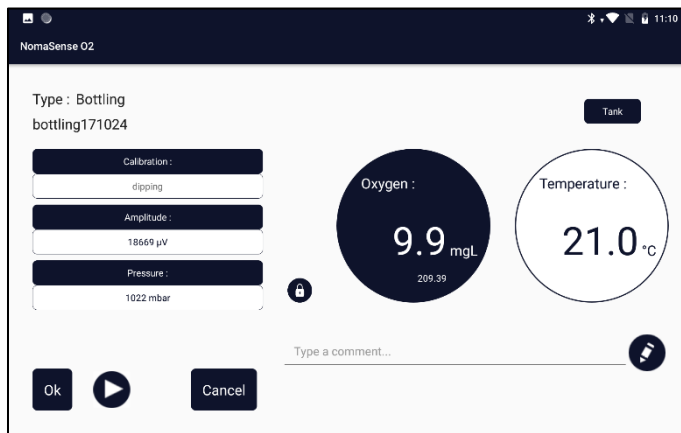 11:10
NomaSense O2
Type : Bottling
bottling171024
Tank
Calibration :
dipping
Amplitude :
18669 µV
Pressure :
1022 mbar
Oxygen :
9.9 mgL
209.39
Temperature :
21.0 °C
Type a comment...
Ok
Cancel